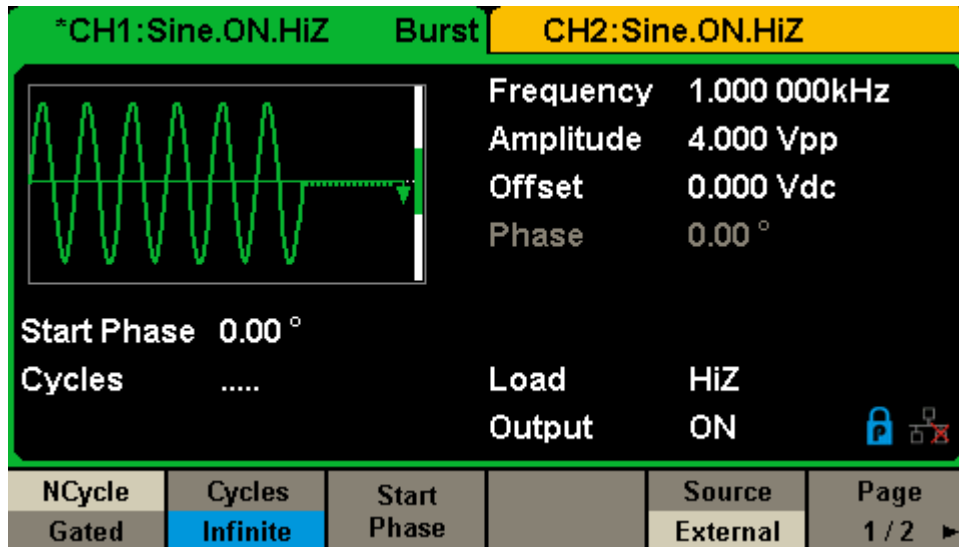 *CH1:Sine.ON.HiZ Burst CH2:Sine.ON.HiZ
Frequency 1.000 000kHz
Amplitude 4.000 Vpp
Offset 0.000 Vdc
Phase 0.00 °
Start Phase 0.00 °
Cycles .....
Load HiZ
Output ON
P
NCycle Cycles Start Source Page
Gated Infinite Phase External 1 / 2 ►